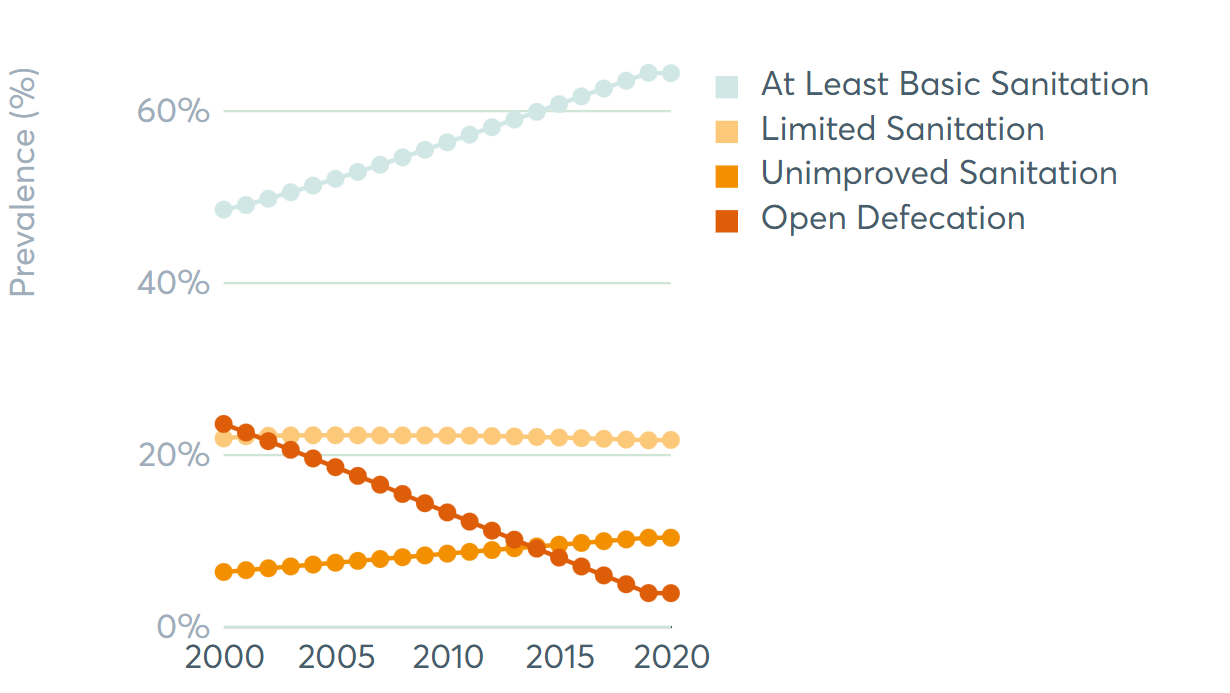 Prevalence (%)
60%
40%
20%
0%
2000 2005 2010 2015 2020
At Least Basic Sanitation
Limited Sanitation
Unimproved Sanitation
Open Defecation